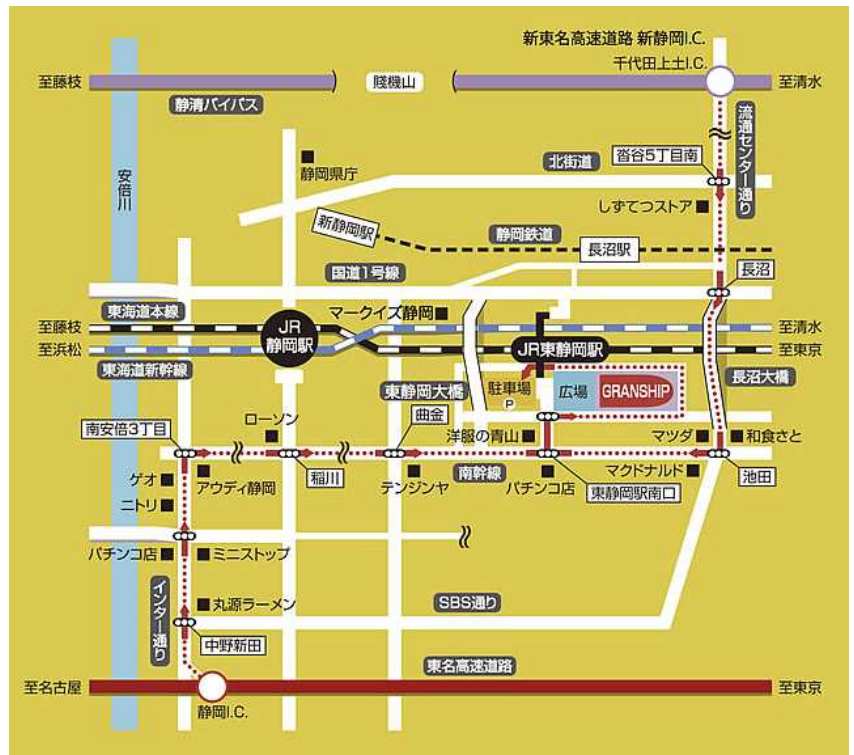 新東名高速道路 新静岡I.C.
千代田上土I.C.
至藤枝
賤機山
至清水
静清バイパス
流通センター通り
北街道
沓谷5丁目南
静岡県庁
安倍川
しずてつストア
新静岡駅
静岡鉄道
長沼駅
国道1号線
長沼
東海道本線
マークイズ静岡
至藤枝
JR
静岡駅
至清水
至浜松
JR東静岡駅
至東京
東海道新幹線
東静岡大橋
駐車場
P
広場
GRANSHIP
長沼大橋
南安倍3丁目
ローソン
曲金
洋服の青山
マツダ
和食さと
ゲオ
アウディ静岡
稲川
テンジンヤ
南幹線
パチンコ店
マクドナルド
池田
東静岡駅南口
ニトリ
パチンコ店
ミニストップ
インター通り
丸源ラーメン
SBS通り
中野新田
東名高速道路
至名古屋
至東京
静岡I.C.